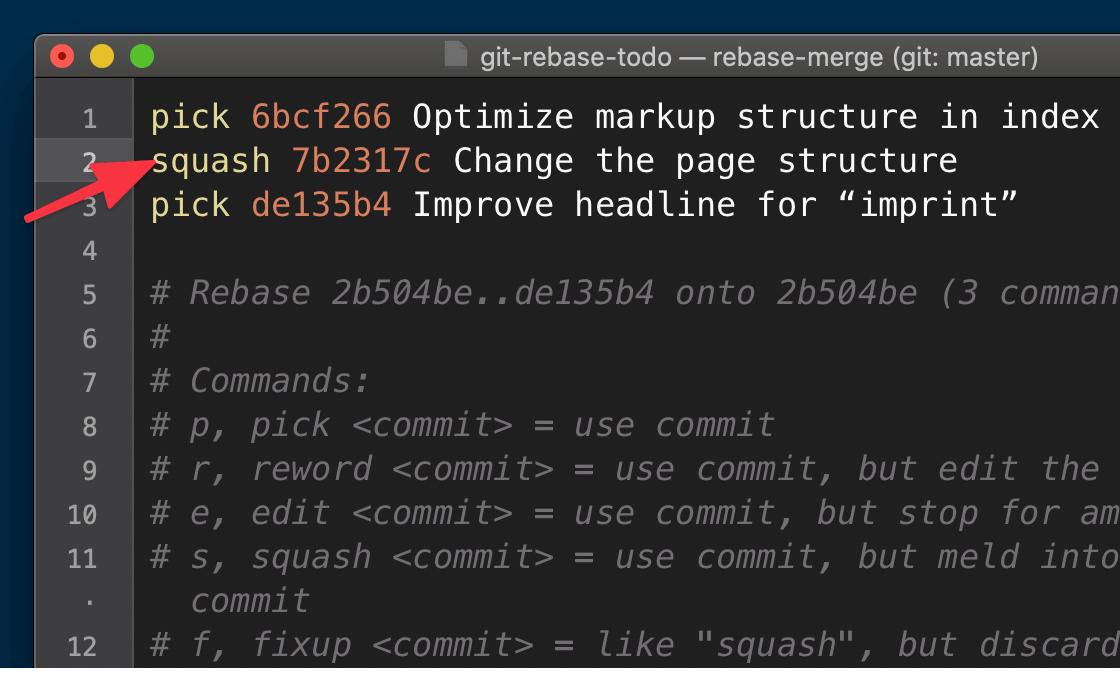 git-rebase-todo — rebase-merge (git: master)
1 pick 6bcf266 Optimize markup structure in index
2 squash 7b2317c Change the page structure
3 pick de135b4 Improve headline for “imprint”
4
5 # Rebase 2b504be..de135b4 onto 2b504be (3 comman
6 #
7 # Commands:
8 # p, pick <commit> = use commit
9 # r, reword <commit> = use commit, but edit the
10 # e, edit <commit> = use commit, but stop for am
11 # s, squash <commit> = use commit, but meld into
· commit
12 # f, fixup <commit> = like "squash", but discard